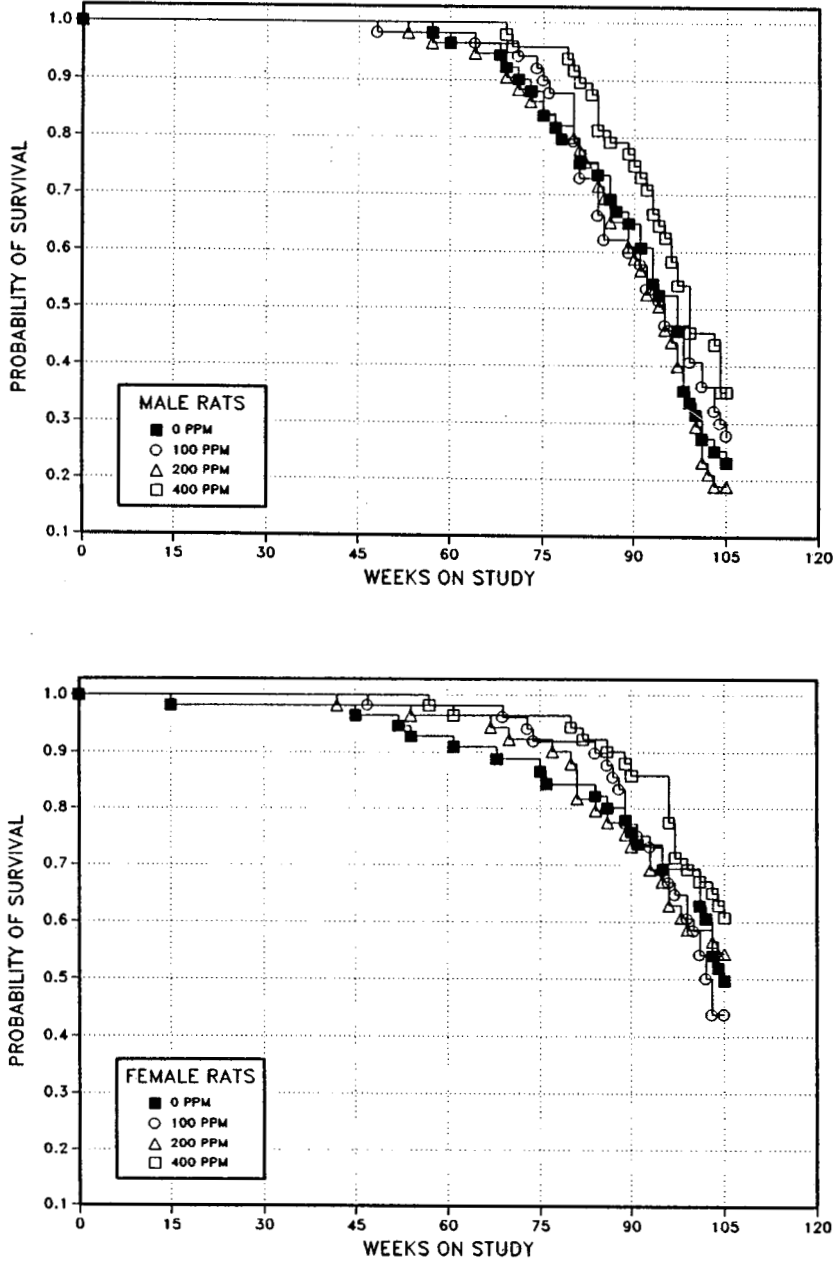 1.0
0.9
0.8
0.7
0.6
0.5
0.4
0.3
0.2
0.1
PROBABILITY OF SURVIVAL
MALE RATS
0 PPM
100 PPM
200 PPM
400 PPM
0 15 30 45 60 75 90 105 120
WEEKS ON STUDY
1.0
0.9
0.8
0.7
0.6
0.5
0.4
0.3
0.2
0.1
PROBABILITY OF SURVIVAL
FEMALE RATS
0 PPM
100 PPM
200 PPM
400 PPM
0 15 30 45 60 75 90 105 120
WEEKS ON STUDY